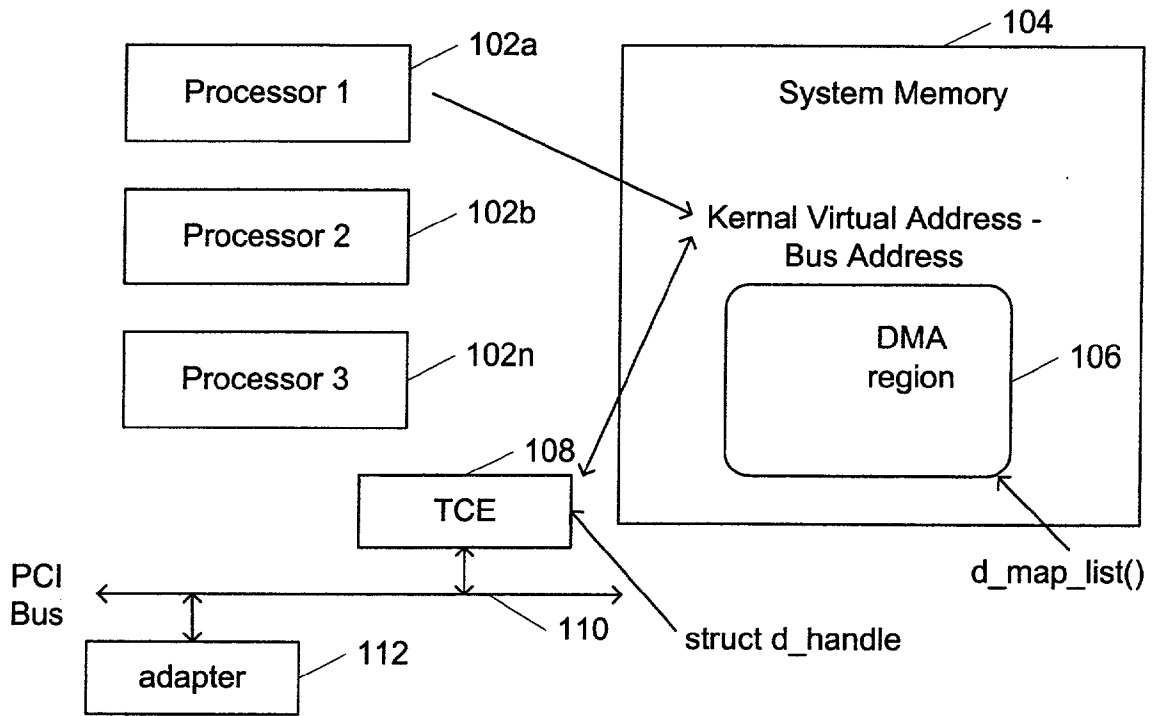 104
102a
Processor 1
System Memory
102b
Processor 2
Kernal Virtual Address -
Bus Address
102n
Processor 3
DMA
region
106
108
TCE
d_map_list()
PCI
Bus
110
struct d_handle
112
adapter